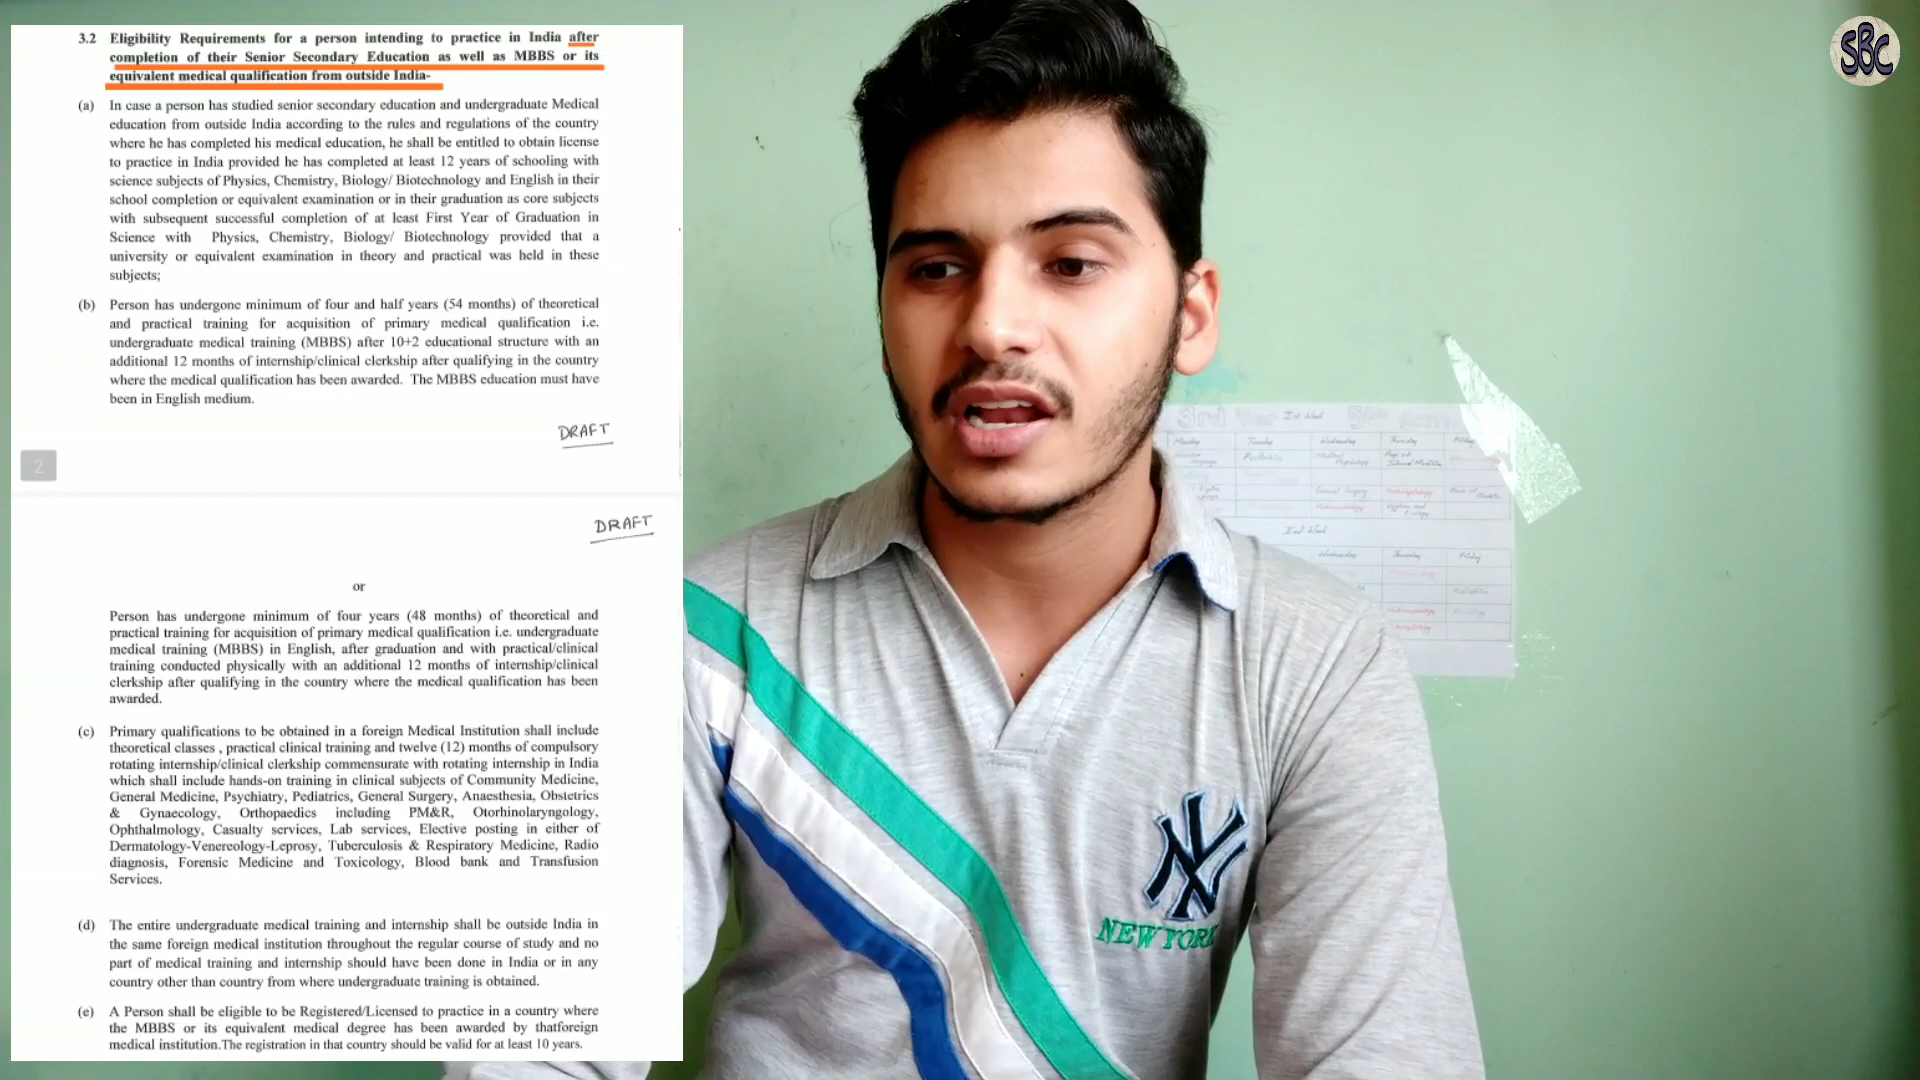 3.2 Eligibility Requirements for a person intending to practice in India after
completion of their Senior Secondary Education as well as MBBS or its
equivalent medical qualification from outside India-
(a) In case a person has studied senior secondary education and undergraduate Medical
education from outside India according to the rules and regulations of the country
where he has completed his medical education, he shall be entitled to obtain license
to practice in India provided he has completed at least 12 years of schooling with
science subjects of Physics, Chemistry, Biology/ Biotechnology and English in their
school completion or equivalent examination or in their graduation as core subjects
with subsequent successful completion of at least First Year of Graduation in
Science with Physics, Chemistry, Biology/ Biotechnology provided that a
university or equivalent examination in theory and practical was held in these
subjects;
(b) Person has undergone minimum of four and half years (54 months) of theoretical
and practical training for acquisition of primary medical qualification i.e.
undergraduate medical training (MBBS) after 10+2 educational structure with an
additional 12 months of internship/clinical clerkship after qualifying in the country
where the medical qualification has been awarded. The MBBS education must have
been in English medium.
DRAFT
2
DRAFT
or
Person has undergone minimum of four years (48 months) of theoretical and
practical training for acquisition of primary medical qualification i.e. undergraduate
medical training (MBBS) in English, after graduation and with practical/clinical
training conducted physically with an additional 12 months of internship/clinical
clerkship after qualifying in the country where the medical qualification has been
awarded.
(c) Primary qualifications to be obtained in a foreign Medical Institution shall include
theoretical classes , practical clinical training and twelve (12) months of compulsory
rotating internship/clinical clerkship commensurate with rotating internship in India
which shall include hands-on training in clinical subjects of Community Medicine,
General Medicine, Psychiatry, Pediatrics, General Surgery, Anaesthesia, Obstetrics
& Gynaecology, Orthopaedics including PM&R, Otorhinolaryngology,
Ophthalmology, Casualty services, Lab services, Elective posting in either of
Dermatology-Venereology-Leprosy, Tuberculosis & Respiratory Medicine, Radio
diagnosis, Forensic Medicine and Toxicology, Blood bank and Transfusion
Services.
(d) The entire undergraduate medical training and internship shall be outside India in
the same foreign medical institution throughout the regular course of study and no
part of medical training and internship should have been done in India or in any
country other than country from where undergraduate training is obtained.
(e) A Person shall be eligible to be Registered/Licensed to practice in a country where
the MBBS or its equivalent medical degree has been awarded by thatforeign
medical institution.The registration in that country should be valid for at least 10 years.
SBC
3rd Year
Monday Tuesday Wednesday Thursday Friday
Pediatric Medical Psychology Prop of Internal Medicine
General Surgery
Hygiene and Ecology
Wednesday Thursday Friday
NY
NEW YORK